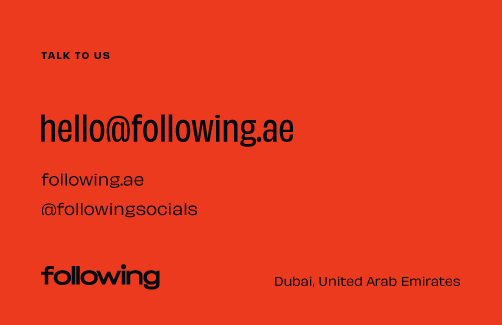 TALK TO US
hello@following.ae
following.ae
@followingsocials
following
Dubai, United Arab Emirates